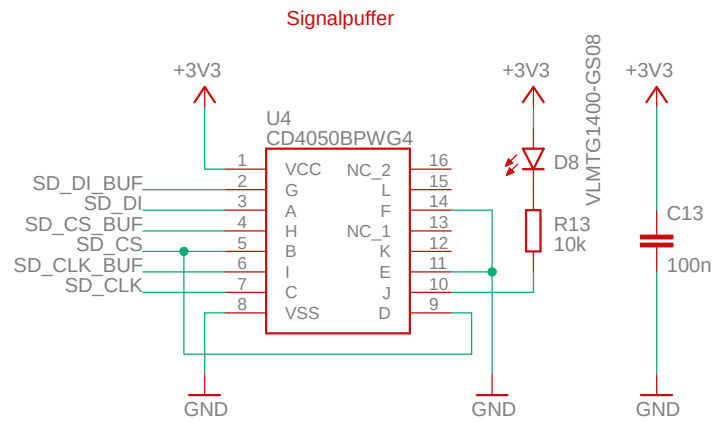 Signalpuffer
+3V3
+3V3
+3V3
VLMTG1400-GS08
U4
CD4050BPWG4
1
VCC
NC_2
16
D8
SD_DI_BUF
2
G
L
15
SD_DI
3
A
F
14
SD_CS_BUF
4
H
NC_1
13
R13
C13
SD_CS
5
B
K
12
10k
SD_CLK_BUF
6
I
E
11
100n
SD_CLK
7
C
J
10
8
VSS
D
9
GND
GND
GND